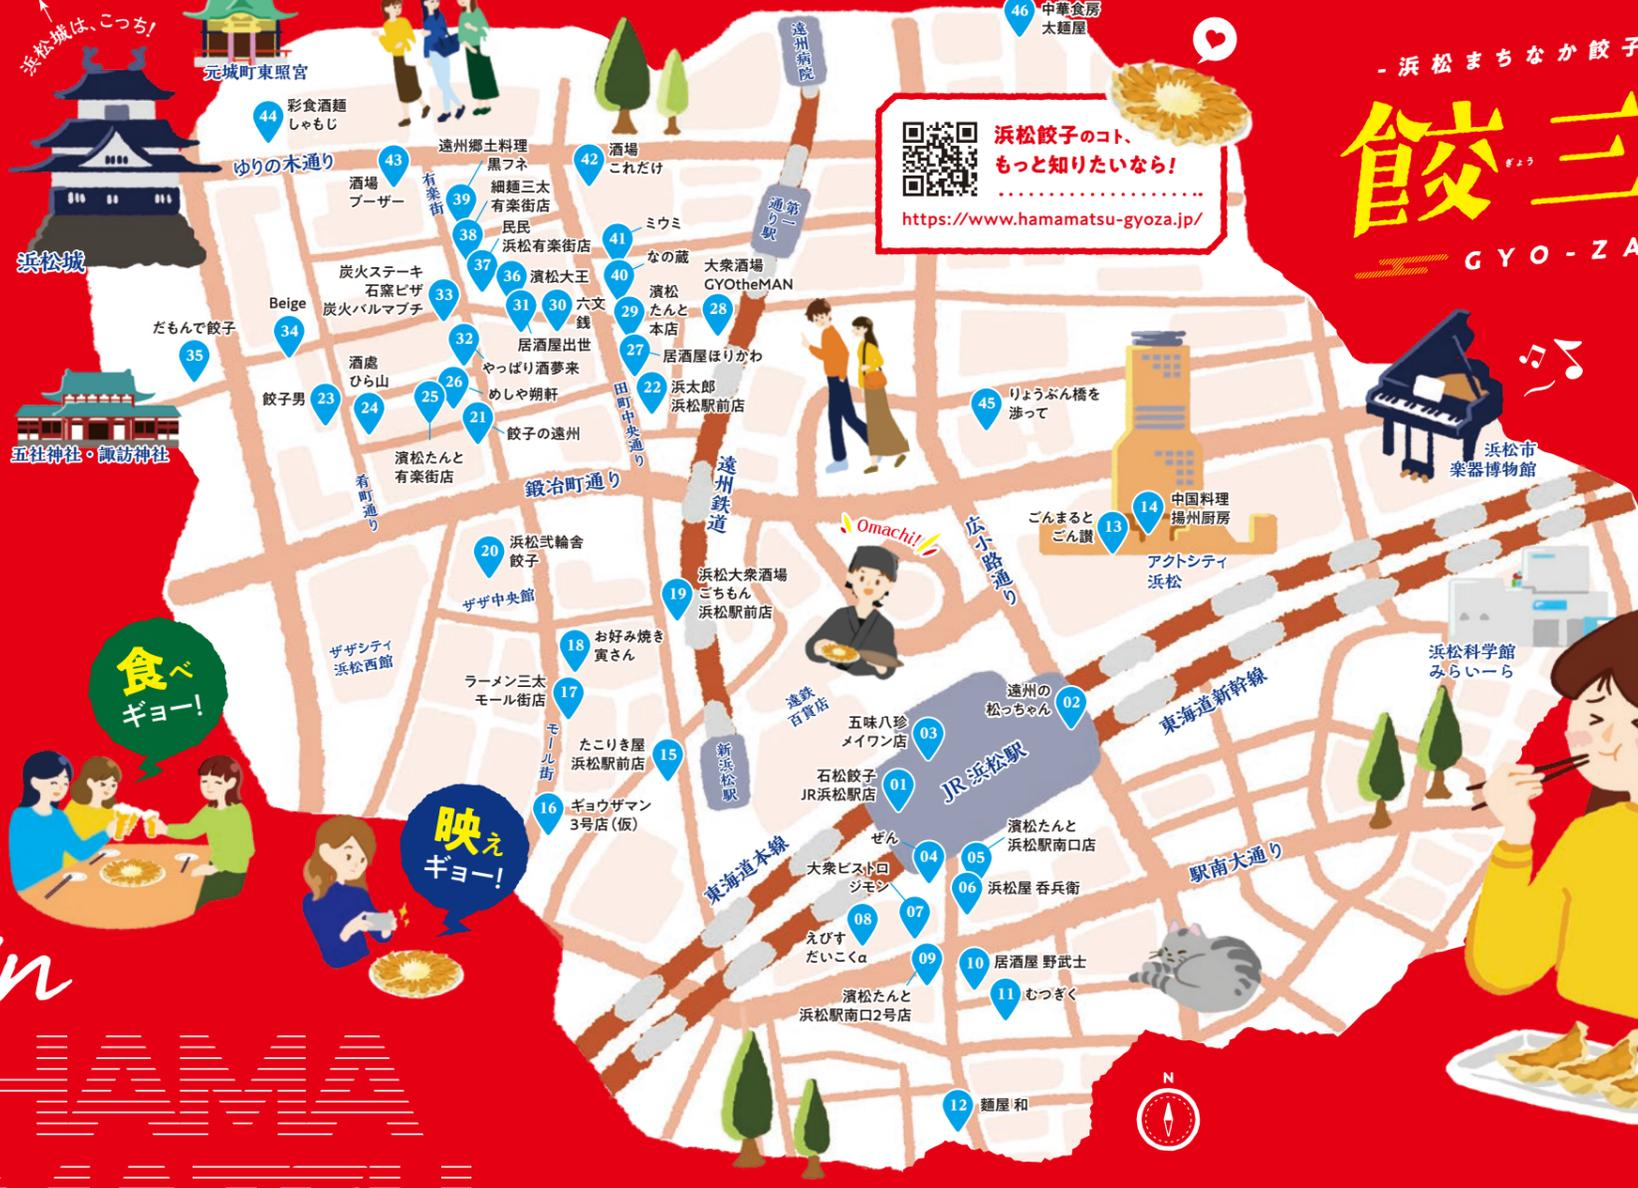 浜松城は、こっち!
浜松城
元城町東照宮
五社神社・諏訪神社
遠州病院
46
中華食房
太麺屋
浜松餃子のコト、
もっと知りたいなら!
https://www.hamamatsu-gyoza.jp/
-浜松まちなか餃子
餃三
ぎょう
GYO-ZA
44
彩食酒麺
しゃもじ
ゆりの木通り
43
酒場
ブーザー
有楽街
遠州郷土料理
黒フネ
39
細麺三太
有楽街店
38
民民
浜松有楽街店
37
42
酒場
これだけ
第一
通り駅
41
ミウミ
40
なの蔵
36
濱松大王
大衆酒場
GYOtheMAN
28
炭火ステーキ
石窯ピザ
炭火バルマブチ
33
31
居酒屋出世
30
六文
銭
29
濱松
たんと
本店
Beige
34
だもんで餃子
35
32
やっぱり酒夢来
27
居酒屋ほりかわ
酒處
ひら山
24
餃子男
23
26
めしや朔軒
25
濱松たんと
有楽街店
21
餃子の遠州
22
浜太郎
浜松駅前店
田町中央通り
45
りょうぶん橋を
渉って
浜松市
楽器博物館
肴町通り
鍛冶町通り
遠州鉄道
広小路通り
Omachi!
ごんまると
ごん讃
13
14
中国料理
揚州厨房
アクトシティ
浜松
20
浜松弐輪舎
餃子
ザザ中央館
ザザシティ
浜松西館
19
浜松大衆酒場
ごちもん
浜松駅前店
18
お好み焼き
寅さん
ラーメン三太
モール街店
17
モール街
たこりき屋
浜松駅前店
15
新浜松駅
16
ギョウザマン
3号店(仮)
遠鉄
百貨店
遠州の
松っちゃん
02
五味八珍
メイワン店
03
石松餃子
JR浜松駅店
01
JR 浜松駅
東海道新幹線
浜松科学館
みらいーら
食べ
ギョー!
映え
ギョー!
東海道本線
駅南大通り
ぜん
04
05
濱松たんと
浜松駅南口店
06
浜松屋 呑兵衛
大衆ビストロ
ジモン
07
08
えびす
だいこくα
09
濱松たんと
浜松駅南口2号店
10
居酒屋 野武士
11
むつぎく
12
麺屋 和
N
in
HAMA